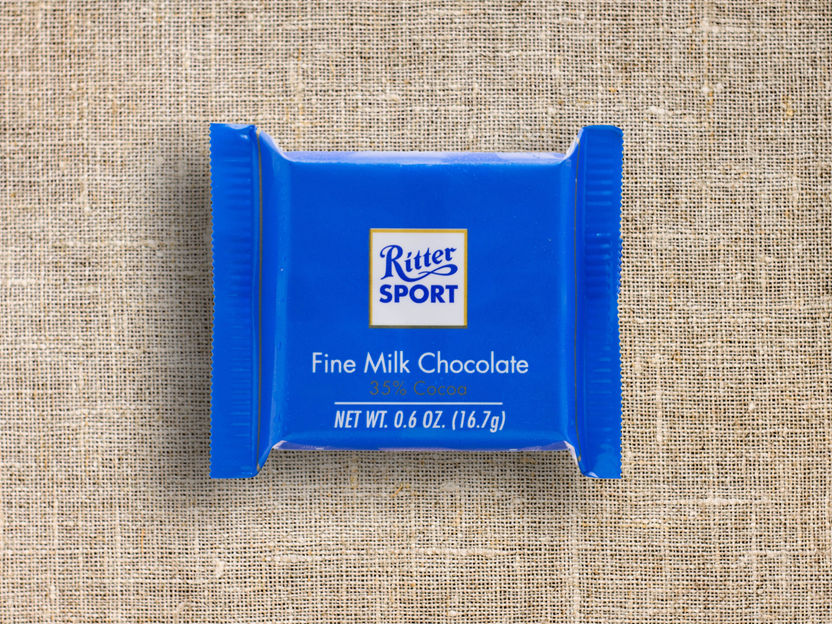 Ritter
SPORT
Fine Milk Chocolate
35% Cocoa
NET WT. 0.6 OZ. (16.7g)